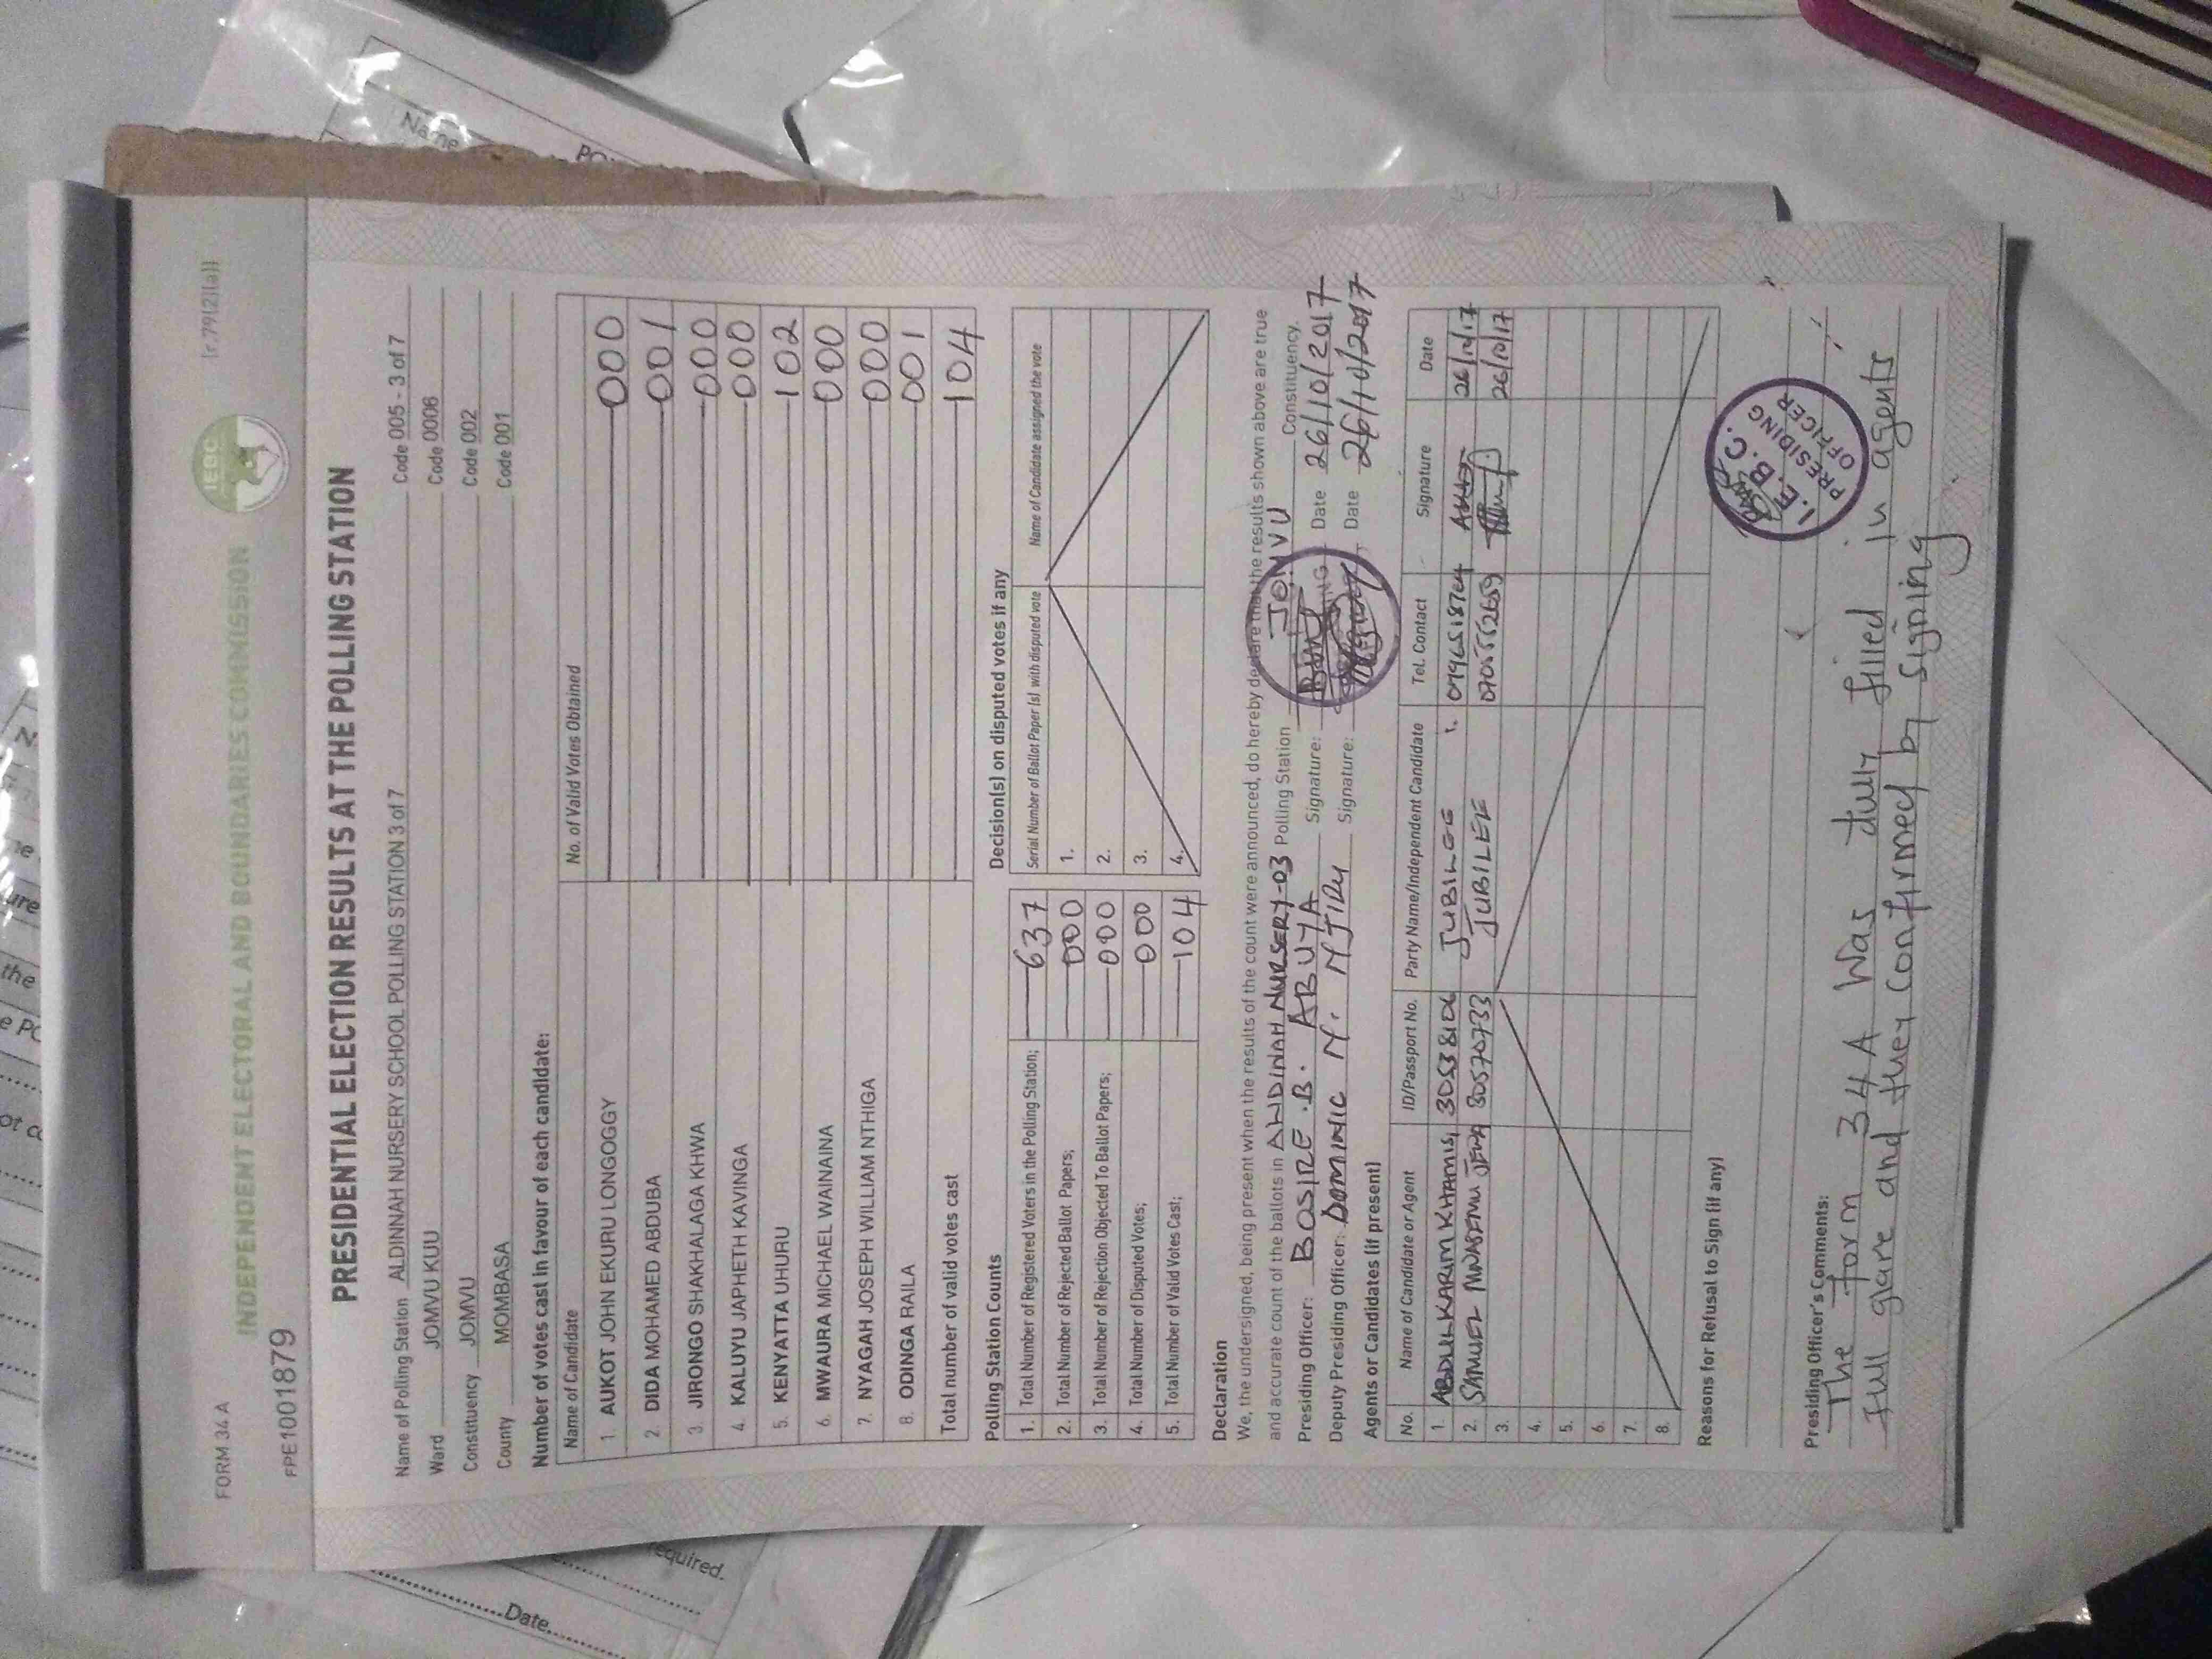 FORM 34 A
[r.79(2)(a)]
IEBC
INDEPENDENT ELECTORAL AND BOUNDARIES COMMISSION
FPE1001879
PRESIDENTIAL ELECTION RESULTS AT THE POLLING STATION
Name of Polling Station ALDINNAH NURSERY SCHOOL POLLING STATION 3 of 7 Code 005 - 3 of 7
Ward JOMVU KUU Code 0006
Constituency JOMVU Code 002
County MOMBASA Code 001
Number of votes cast in favour of each candidate:
Name of Candidate No. of Valid Votes Obtained
1. AUKOT JOHN EKURU LONGOGGY 000
2. DIDA MOHAMED ABDUBA 001
3. JIRONGO SHAKHALAGA KHWA 000
4. KALUYU JAPHETH KAVINGA 000
5. KENYATTA UHURU 102
6. MWAURA MICHAEL WAINAINA 000
7. NYAGAH JOSEPH WILLIAM NTHIGA 000
8. ODINGA RAILA 001
Total number of valid votes cast 104
Polling Station Counts
1. Total Number of Registered Voters in the Polling Station; 637
2. Total Number of Rejected Ballot Papers; 000
3. Total Number of Rejection Objected To Ballot Papers; 000
4. Total Number of Disputed Votes; 000
5. Total Number of Valid Votes Cast; 104
Decision(s) on disputed votes if any
Serial Number of Ballot Paper (s) with disputed vote Name of Candidate assigned the vote
1.
2.
3.
4.
Declaration
We, the undersigned, being present when the results of the count were announced, do hereby declare that the results shown above are true
and accurate count of the ballots in ANDINAH NURSERY-03 Polling Station JOMVU Constituency.
Presiding Officer: BOSIRE .B. ABUYA Signature: Date 26/10/2017
Deputy Presiding Officer: DOMINIC N. NJIRU Signature: Date 26/10/2017
Agents or Candidates (if present)
No. Name of Candidate or Agent ID/Passport No. Party Name/Independent Candidate Tel. Contact Signature Date
1. ABDULKARIM KHAMIS 30538106 JUBILEE 26/10/17
2. SAMUEL 30570733 JUBILEE 26/10/17
3.
4.
5.
6.
7.
8.
Reasons for Refusal to Sign (if any)
I.E.B.C.
PRESIDING
OFFICER
Presiding Officer's Comments:
The form 34 A Was dully filled in agents
full glare and they confirmed by signing